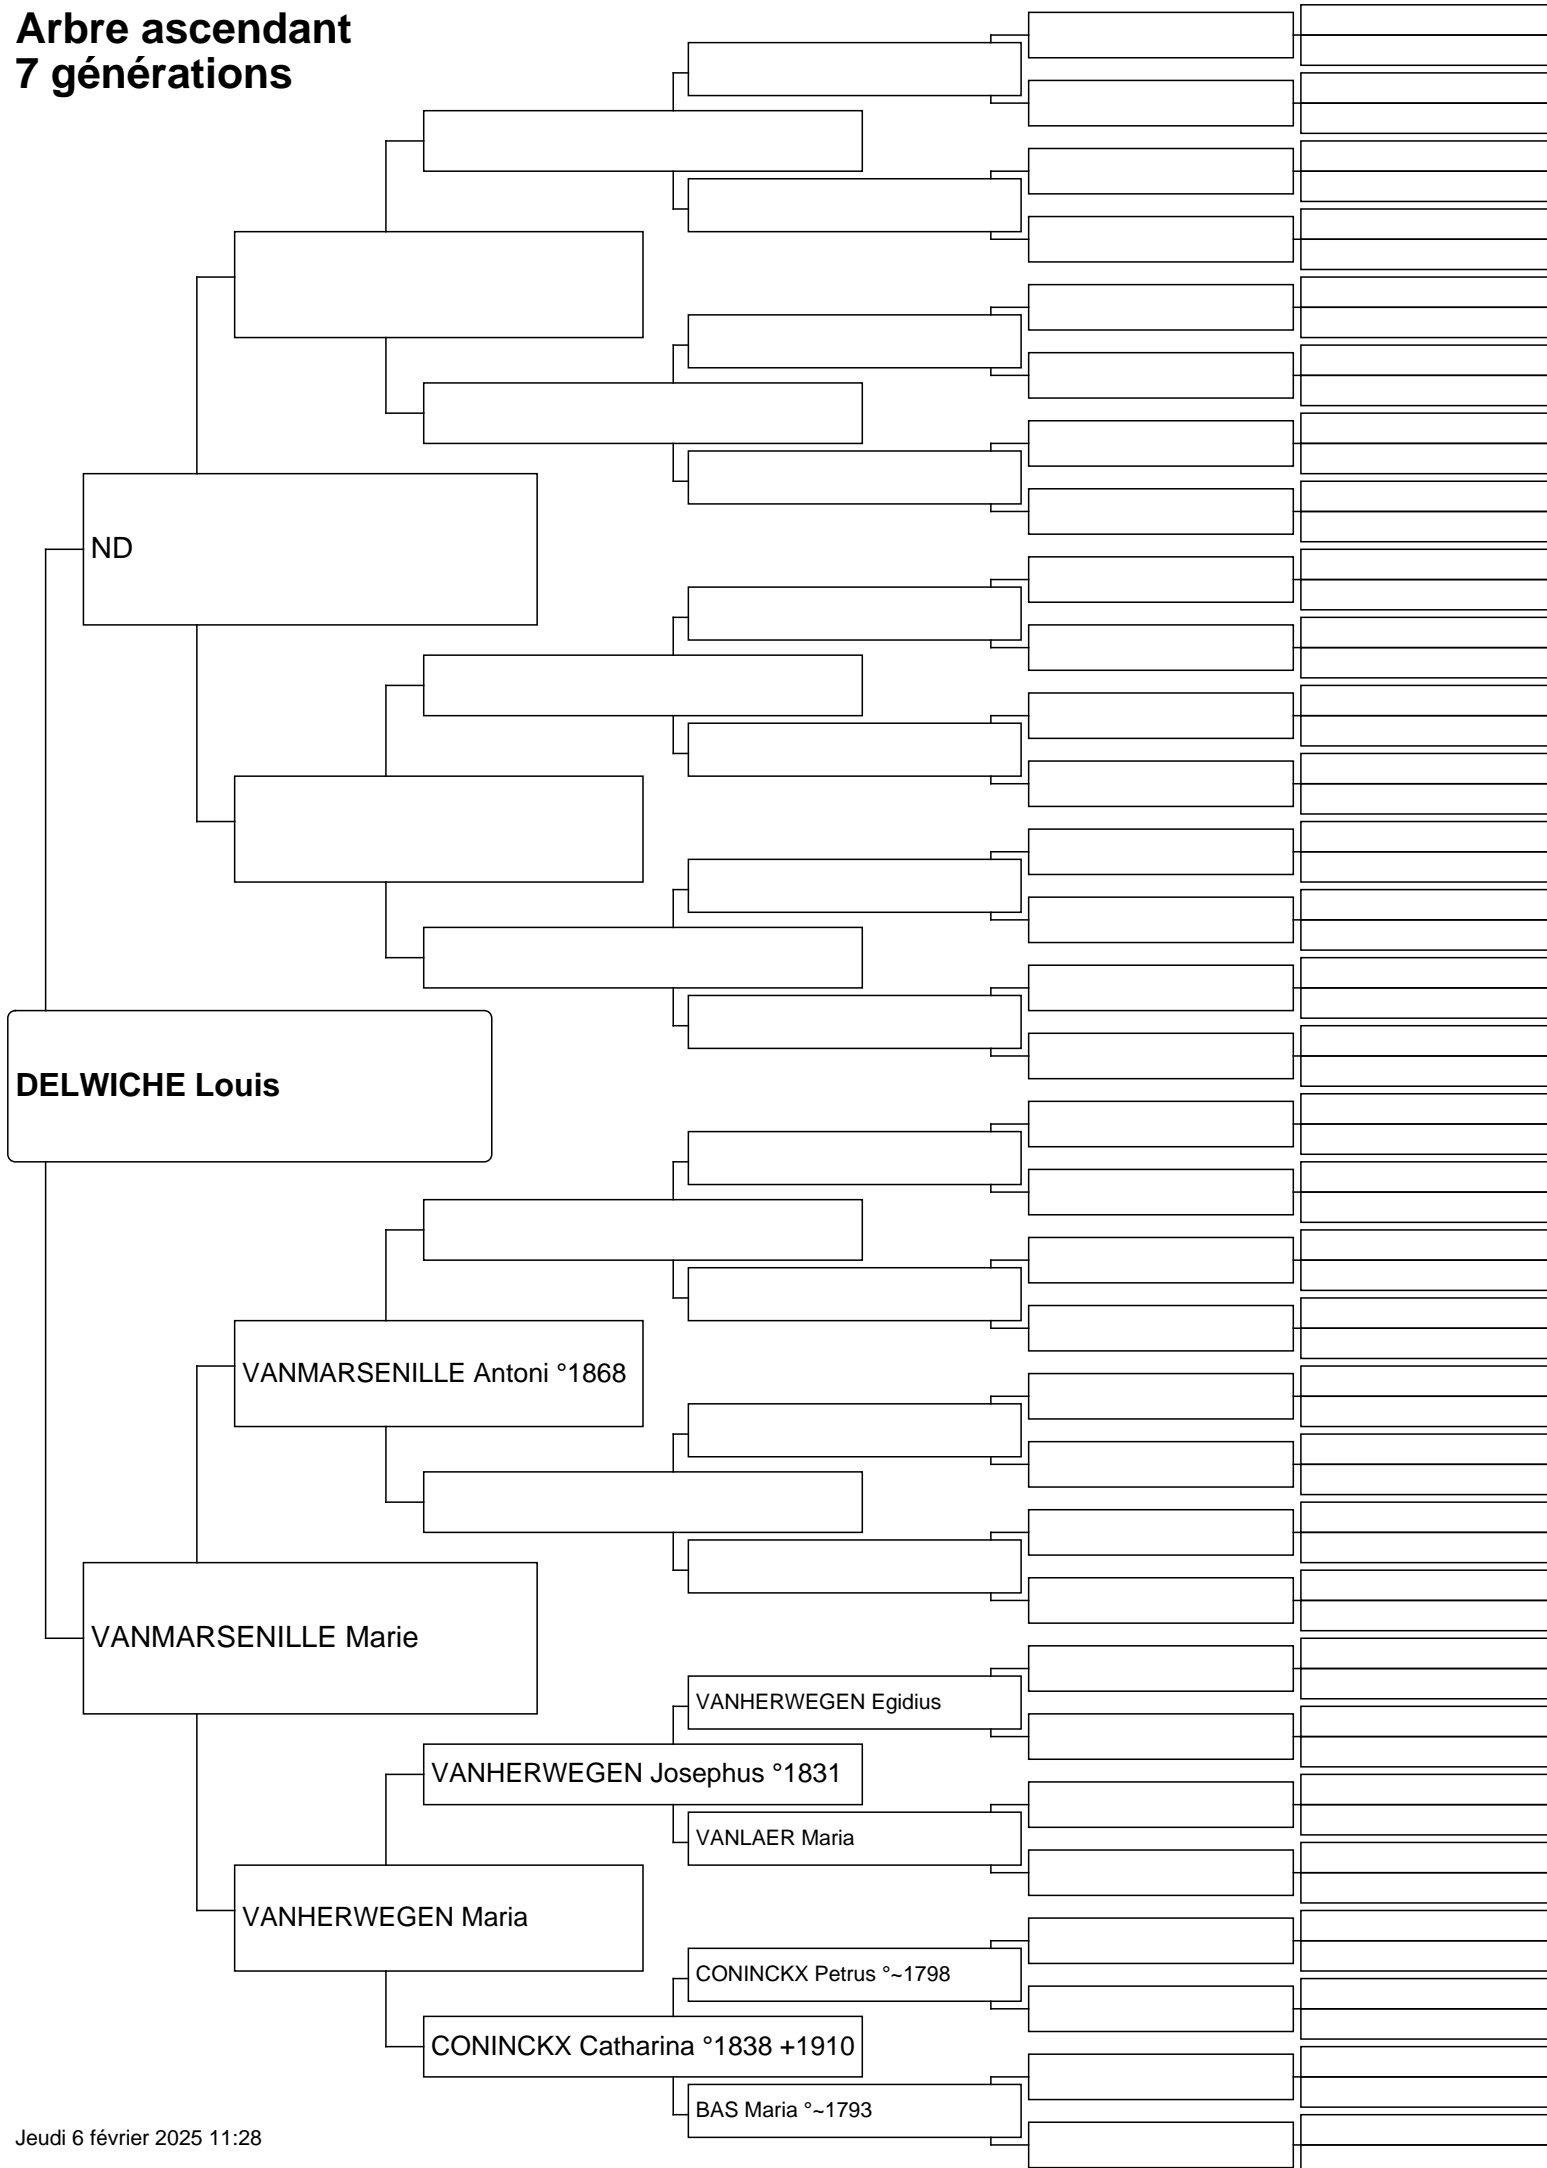 Arbre ascendant
7 générations
ND
DELWICHE Louis
VANMARSENILLE Antoni °1868
VANMARSENILLE Marie
VANHERWEGEN Egidius
VANHERWEGEN Josephus °1831
VANLAER Maria
VANHERWEGEN Maria
CONINCKX Petrus °~1798
CONINCKX Catharina °1838 +1910
BAS Maria °~1793
Jeudi 6 février 2025 11:28